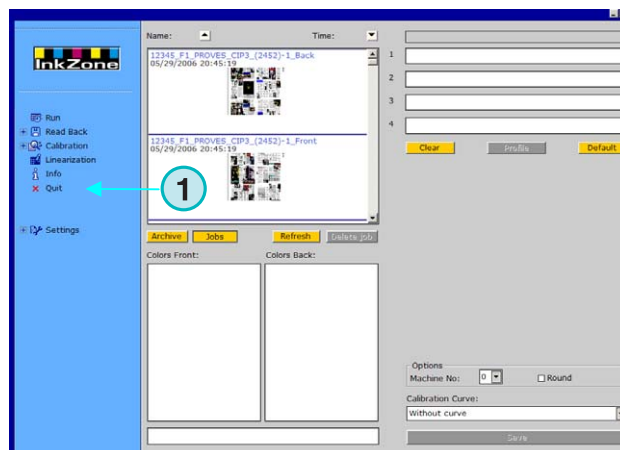 InkZone
Run
Read Back
Calibration
Linearization
Info
Quit
Settings
1
Name:
Time:
12345_F1_PROVES_CIP3_(2452)-1_Back
05/29/2006 20:45:19
12345_F1_PROVES_CIP3_(2452)-1_Front
05/29/2006 20:45:19
Archive
Jobs
Refresh
Delete job
Colors Front:
Colors Back:
1
2
3
4
Clear
Profile
Default
Options
Machine No:
0
Round
Calibration Curve:
Without curve
Save